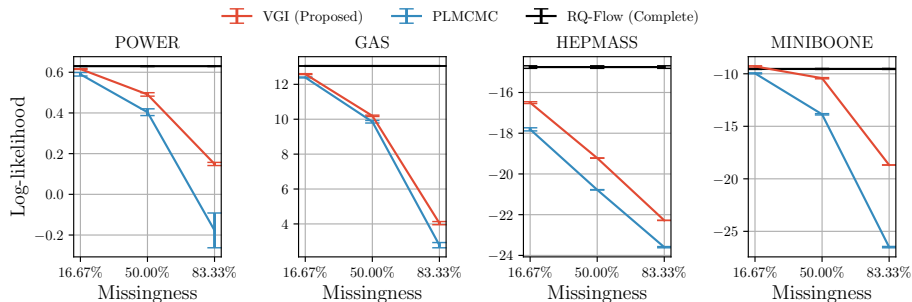 VGI (Proposed) PLMCMC RQ-Flow (Complete)
POWER GAS HEPMASS MINIBOONE
Log-likelihood
0.6
0.4
0.2
0.0
−0.2
16.67% 50.00% 83.33%
Missingness
12
10
8
6
4
16.67% 50.00% 83.33%
Missingness
−16
−18
−20
−22
−24
16.67% 50.00% 83.33%
Missingness
−10
−15
−20
−25
16.67% 50.00% 83.33%
Missingness